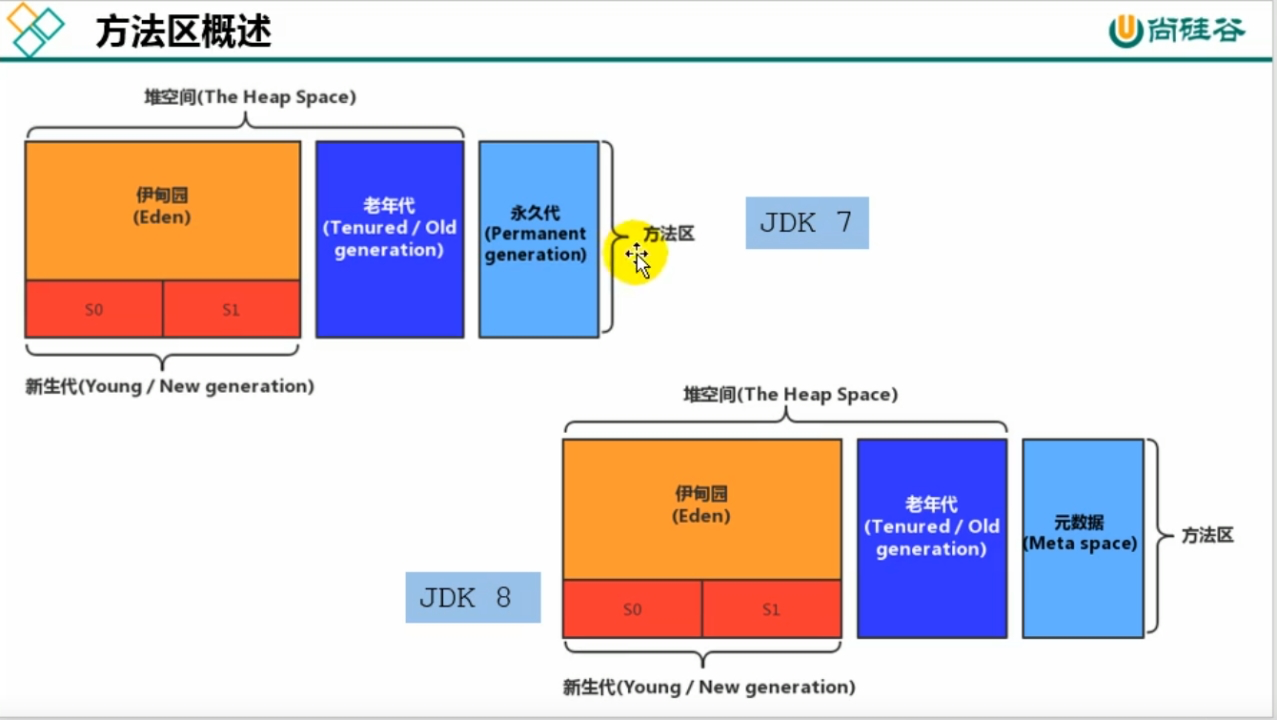 方法区概述
尚硅谷
堆空间(The Heap Space)
伊甸园
(Eden)
S0
S1
老年代
(Tenured / Old
generation)
永久代
(Permanent
generation)
方法区
JDK 7
新生代(Young / New generation)
堆空间(The Heap Space)
JDK 8
伊甸园
(Eden)
S0
S1
老年代
(Tenured / Old
generation)
元数据
(Meta space)
方法区
新生代(Young / New generation)